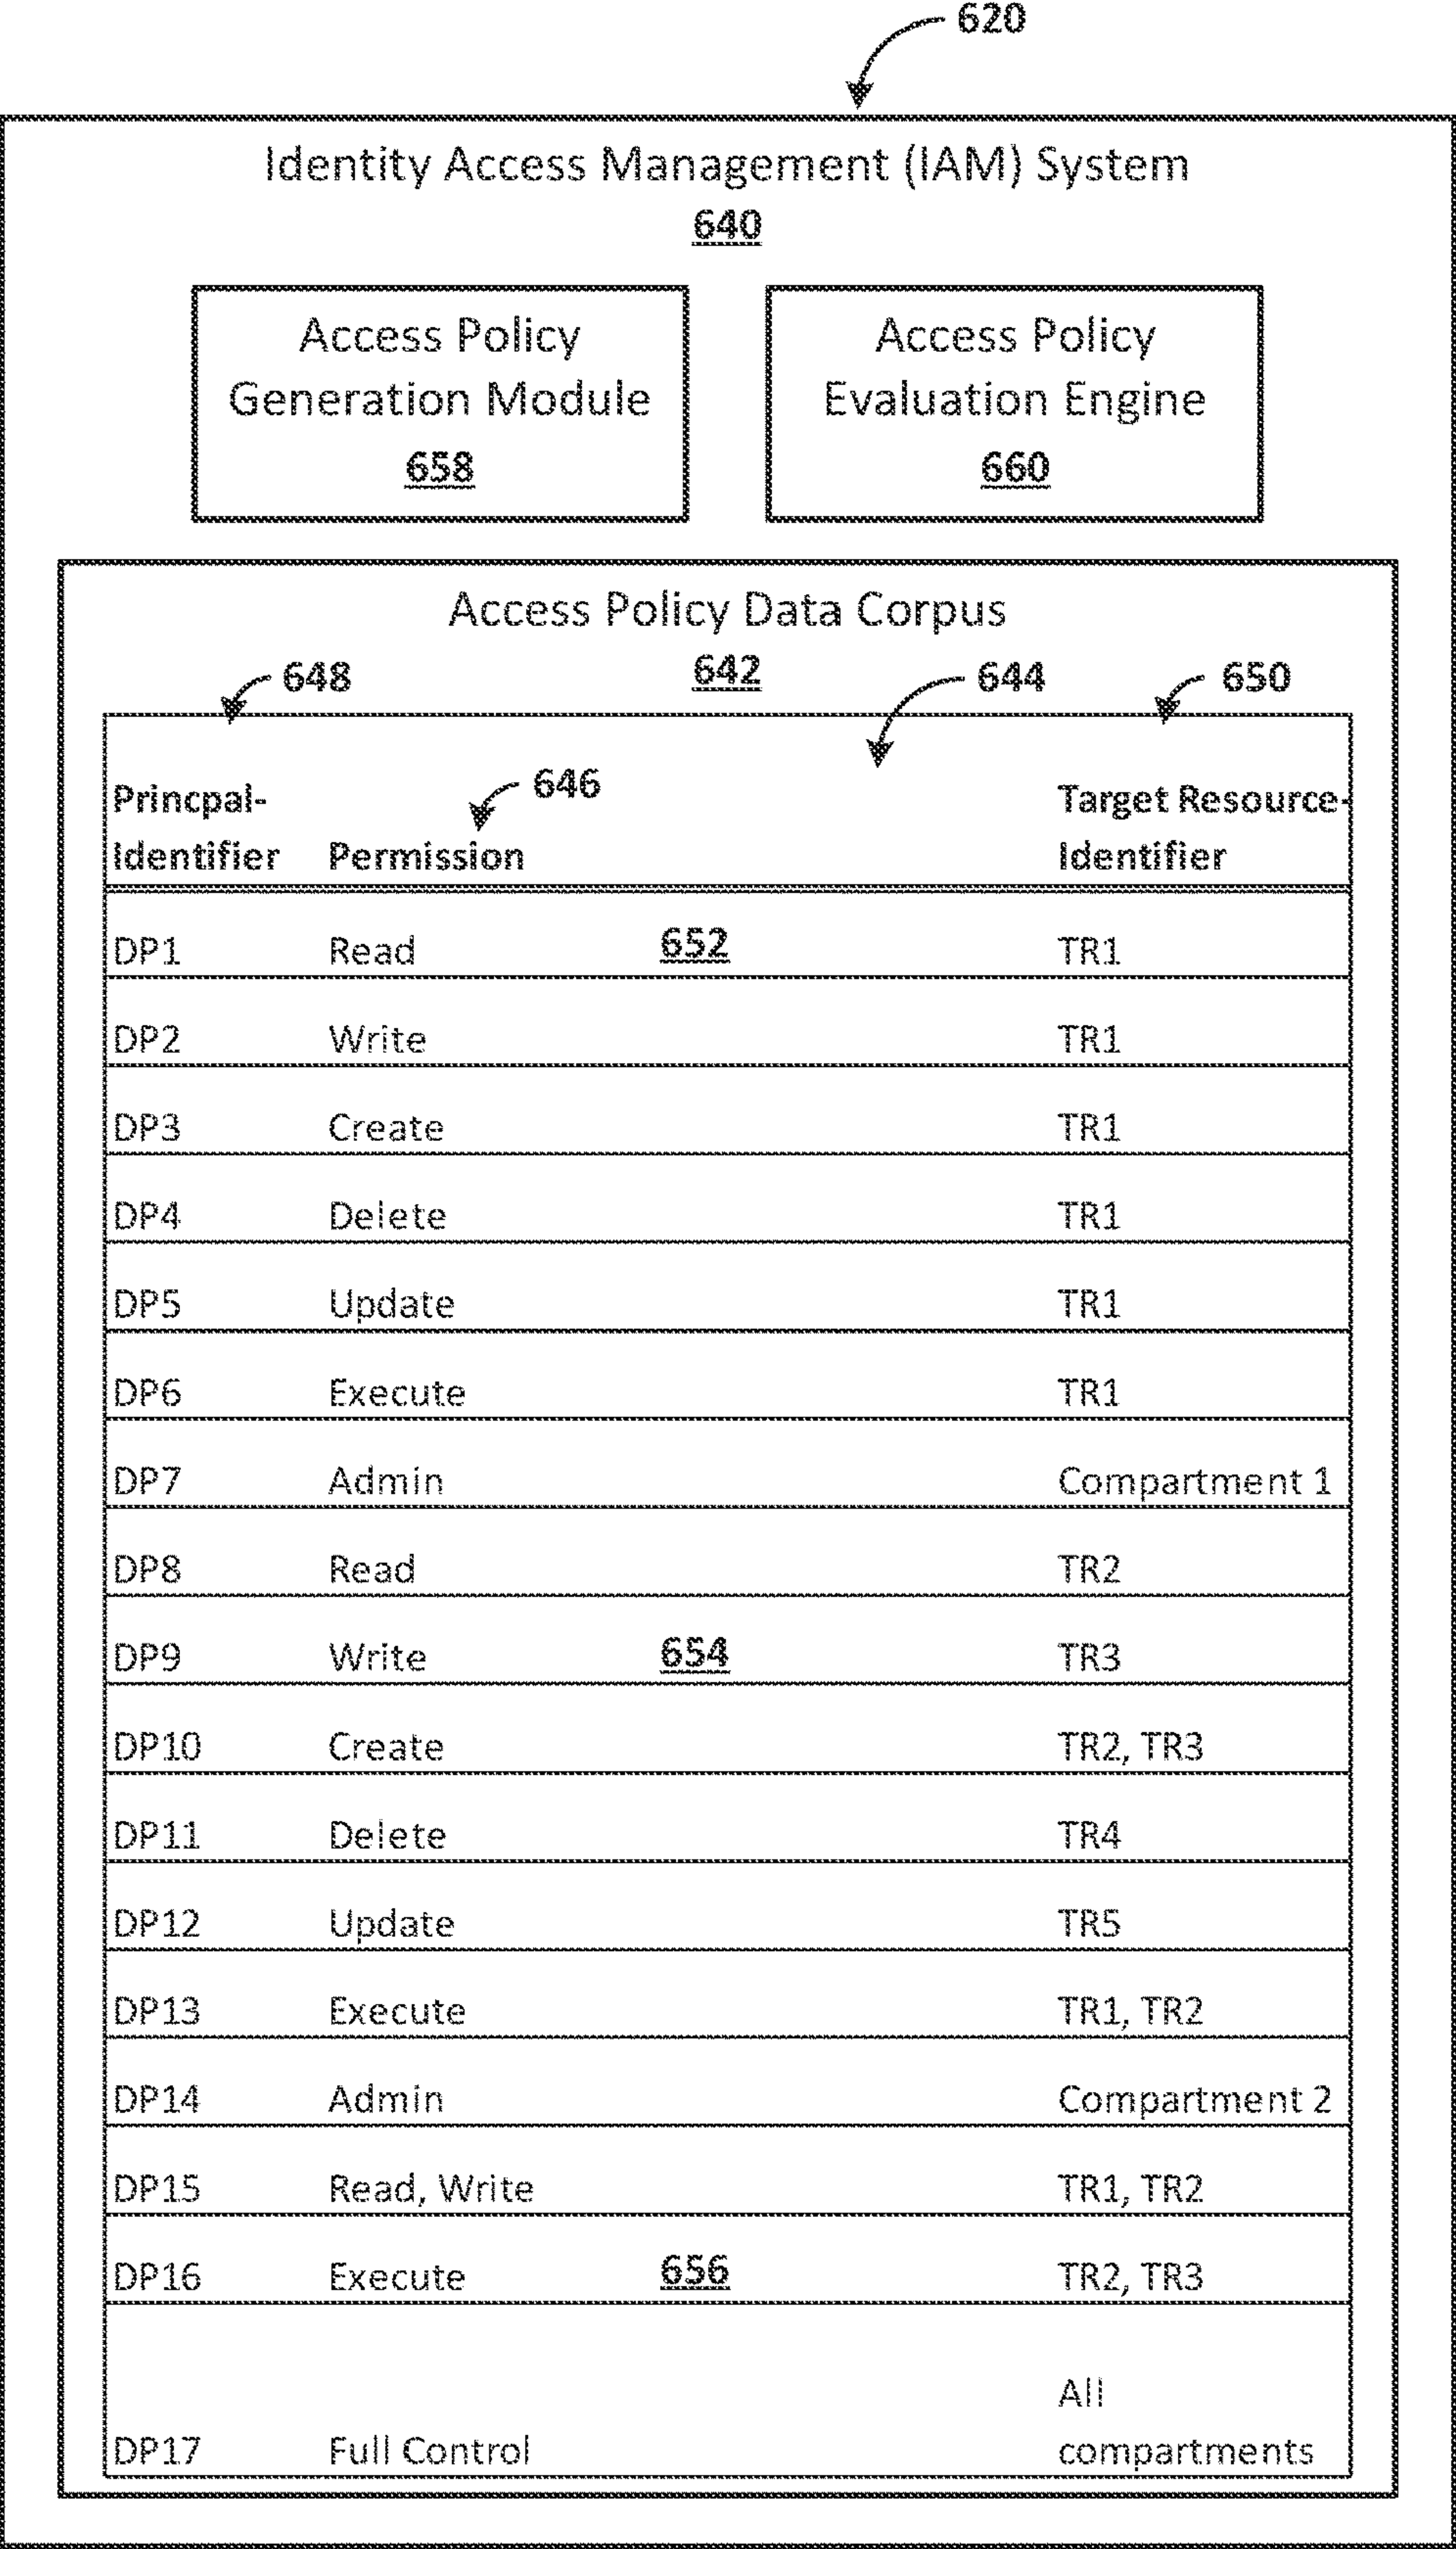 620
Identity Access Management (IAM) System
640
Access Policy
Generation Module
658
Access Policy
Evaluation Engine
660
Access Policy Data Corpus
642
648
644
650
646
Princpal-
Identifier
Permission
Target Resource-
Identifier
DP1 Read 652 TR1
DP2 Write TR1
DP3 Create TR1
DP4 Delete TR1
DP5 Update TR1
DP6 Execute TR1
DP7 Admin Compartment 1
DP8 Read TR2
DP9 Write 654 TR3
DP10 Create TR2, TR3
DP11 Delete TR4
DP12 Update TR5
DP13 Execute TR1, TR2
DP14 Admin Compartment 2
DP15 Read, Write TR1, TR2
DP16 Execute 656 TR2, TR3
DP17 Full Control All
compartments